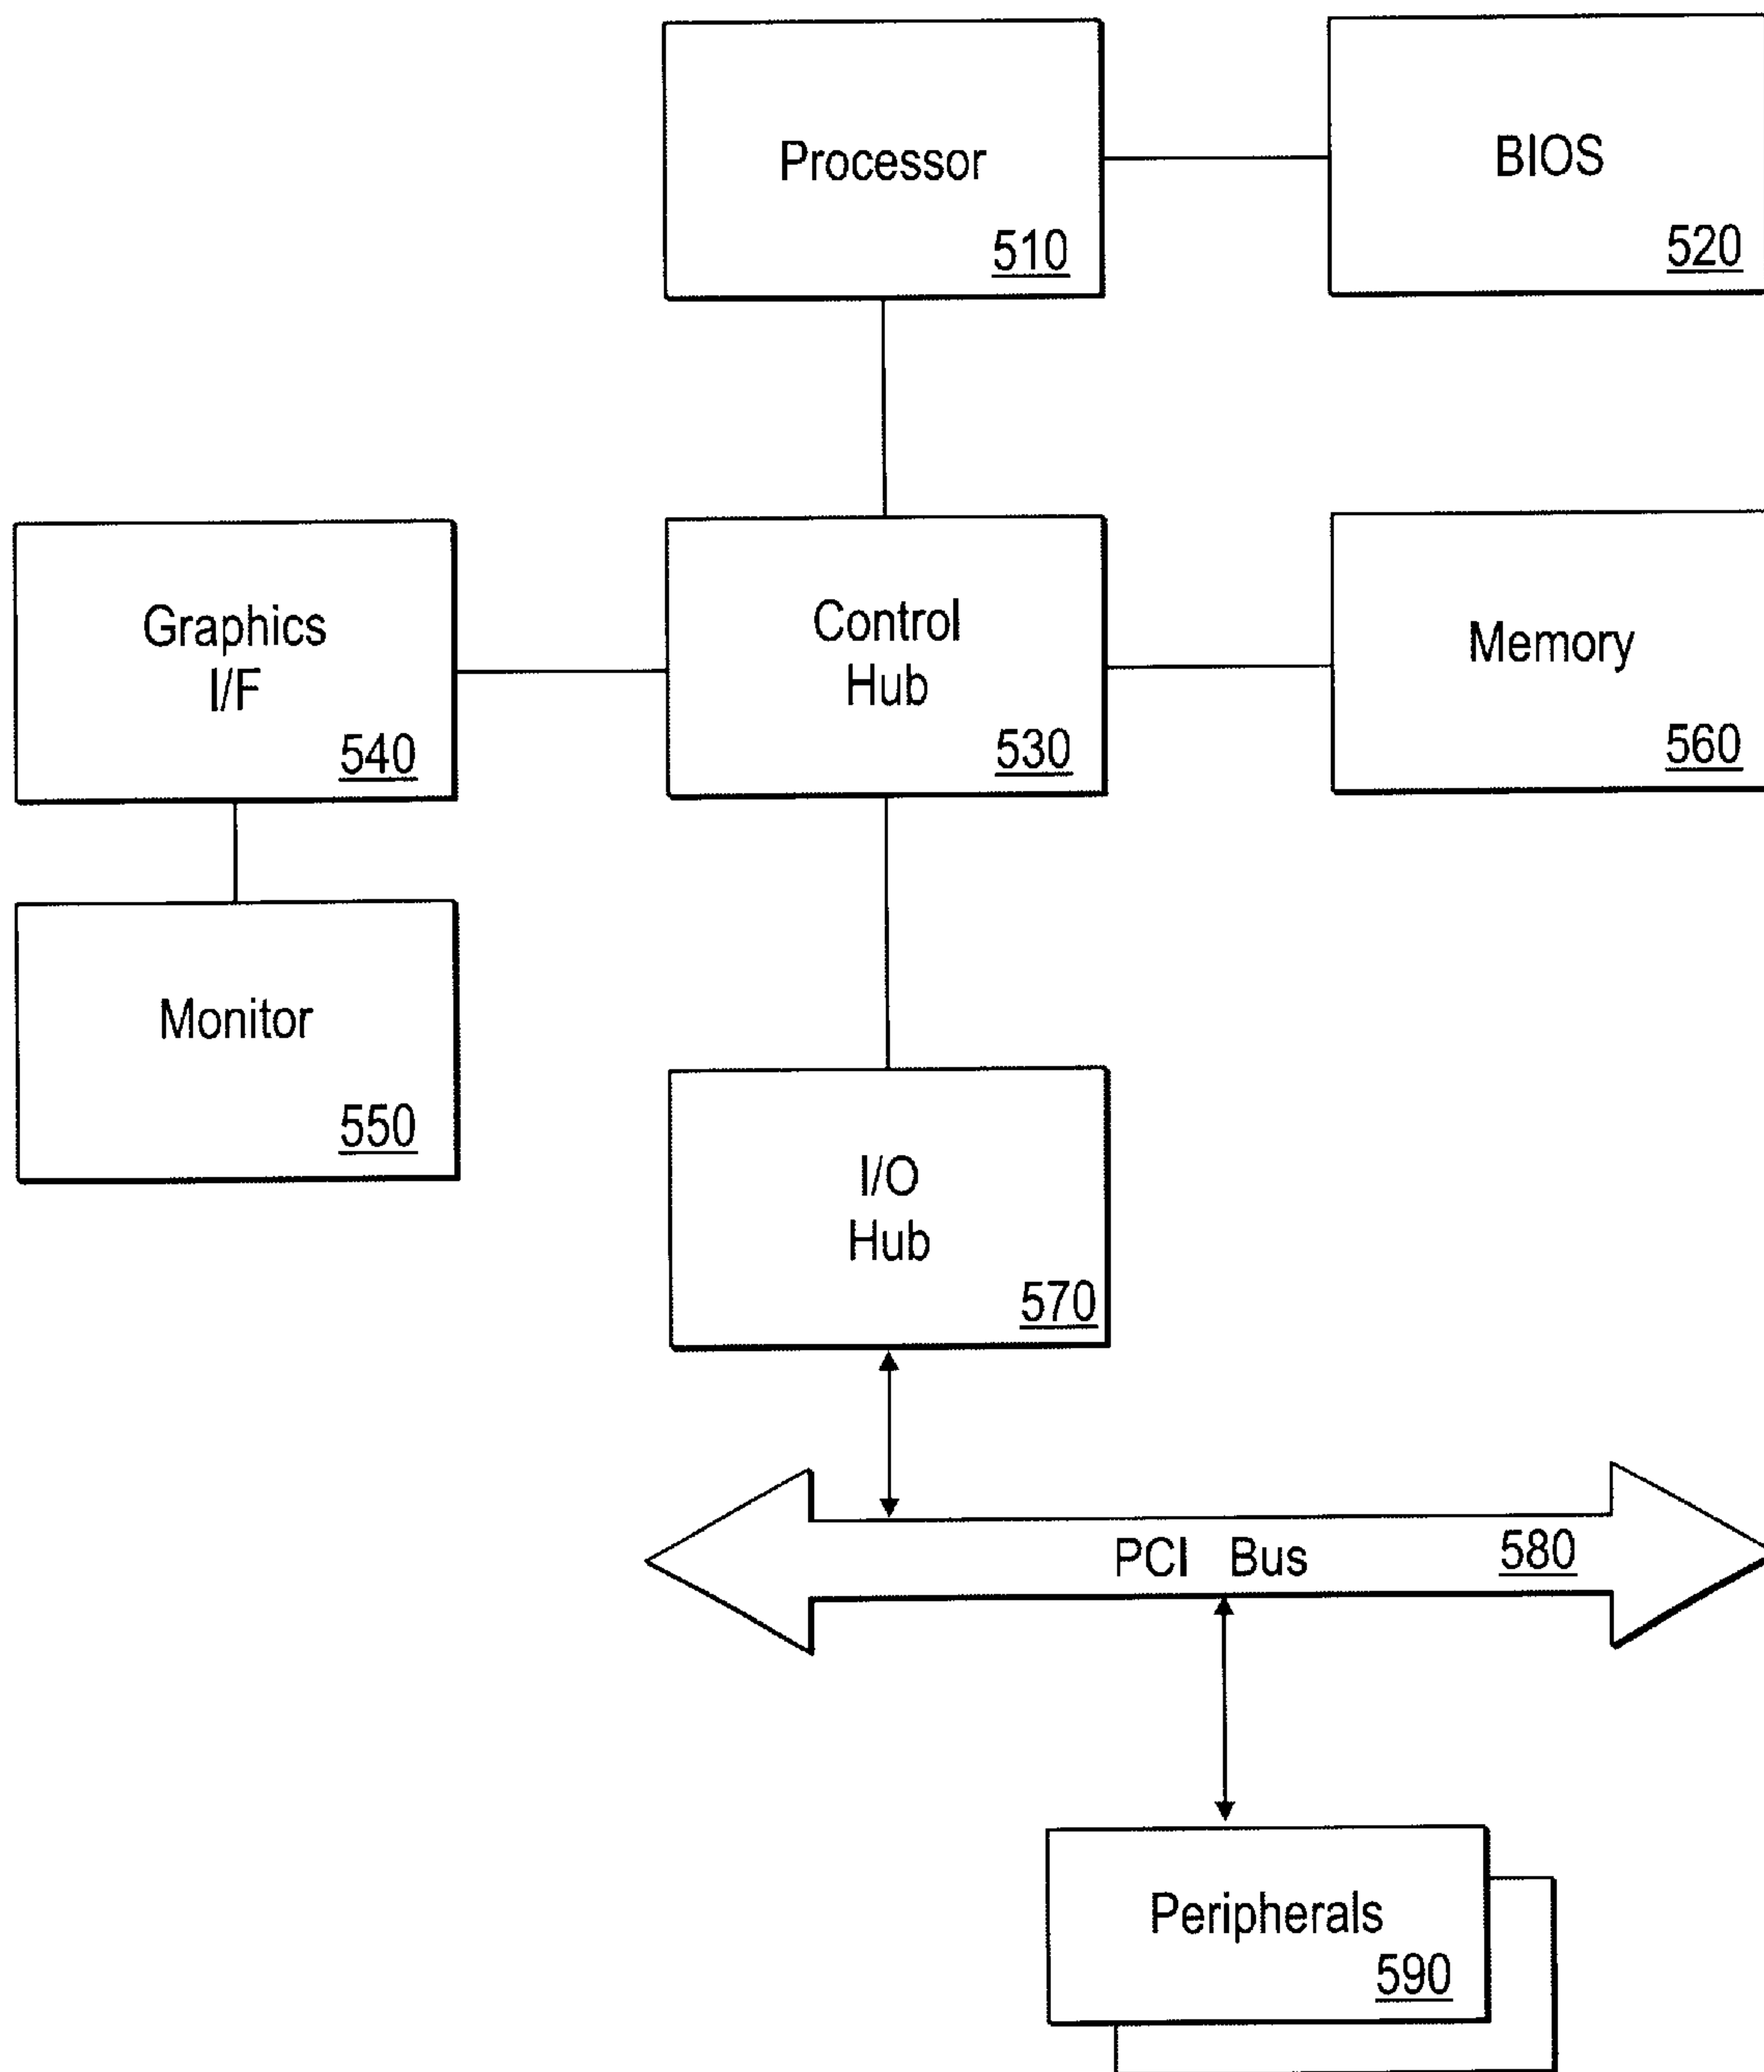 Processor
510
BIOS
520
Graphics
I/F
540
Control
Hub
530
Memory
560
Monitor
550
I/O
Hub
570
PCI Bus
580
Peripherals
590